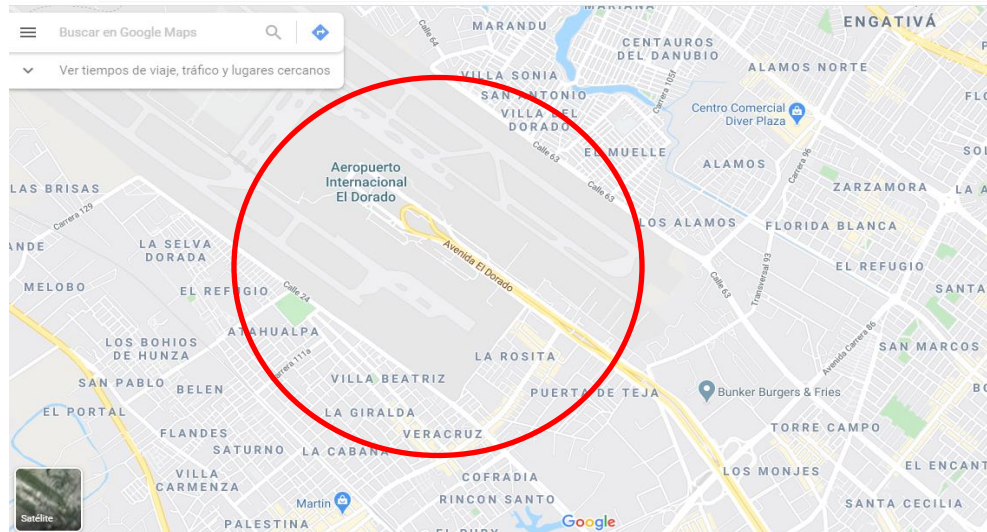 Buscar en Google Maps
Ver tiempos de viaje, tráfico y lugares cercanos
MARIANA
Calle 64
MARANDU
ENGATIVÁ
CENTAUROS
DEL DANUBIO
ALAMOS NORTE
VILLA SONIA
SAN ANTONIO
Carrera 105f
VILLA DEL
DORADO
Centro Comercial
Diver Plaza
Calle 63
EL MUELLE
ALAMOS
Carrera 96
Aeropuerto
Internacional
El Dorado
Calle 63
LAS BRISAS
Carrera 129
ZARZAMORA
LOS ALAMOS
FLORIDA BLANCA
LA SELVA
DORADA
Avenida El Dorado
Transversal 93
EL REFUGIO
MELOBO
EL REFUGIO
Calle 24
Calle 63
SANTA
ATAHUALPA
LOS BOHIOS
DE HUNZA
Carrera 111a
LA ROSITA
Avenida Carrera 86
SAN MARCOS
SAN PABLO
BELEN
VILLA BEATRIZ
PUERTA DE TEJA
Bunker Burgers & Fries
EL PORTAL
LA GIRALDA
FLANDES
VERACRUZ
TORRE CAMPO
SATURNO
LA CABAÑA
VILLA
CARMENZA
COFRADIA
LOS MONJES
EL ENCANT
Martin
RINCON SANTO
SANTA CECILIA
Satélite
PALESTINA
EL RUBY
Google